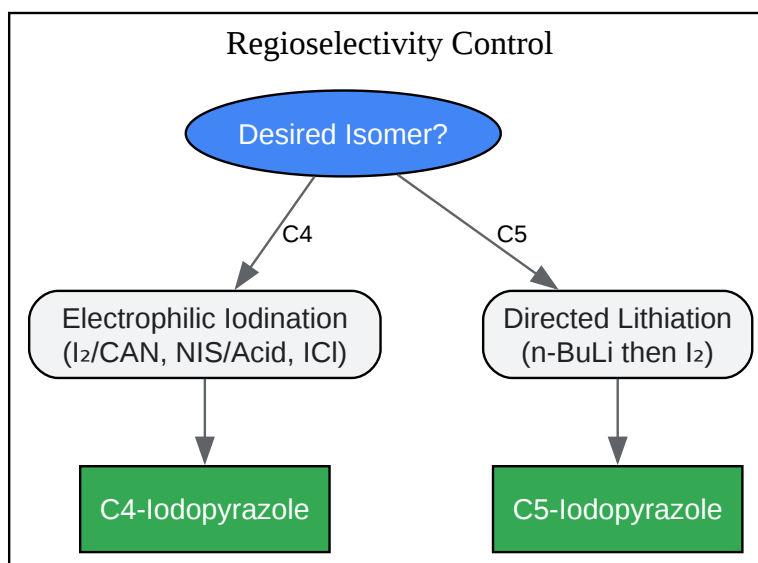 Regioselectivity Control
Desired Isomer?
C4
C5
Electrophilic Iodination
(I₂/CAN, NIS/Acid, ICl)
Directed Lithiation
(n-BuLi then I₂)
C4-Iodopyrazole
C5-Iodopyrazole